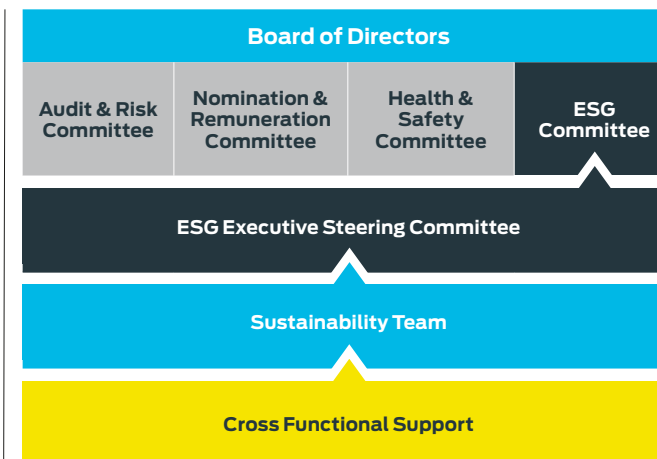 Board of Directors
Audit & Risk
Committee
Nomination &
Remuneration
Committee
Health &
Safety
Committee
ESG
Committee
ESG Executive Steering Committee
Sustainability Team
Cross Functional Support